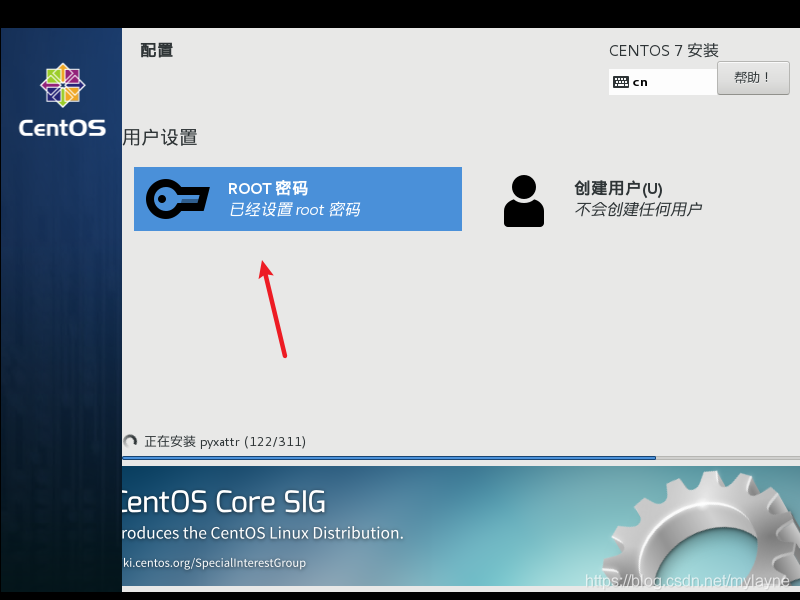 配置
CENTOS 7 安装
cn
帮助！
CentOS
用户设置
ROOT 密码
已经设置 root 密码
创建用户(U)
不会创建任何用户
正在安装 pyxattr (122/311)
CentOS Core SIG
roduces the CentOS Linux Distribution.
ki.centos.org/SpecialInterestGroup
https://blog.csdn.net/mylayne